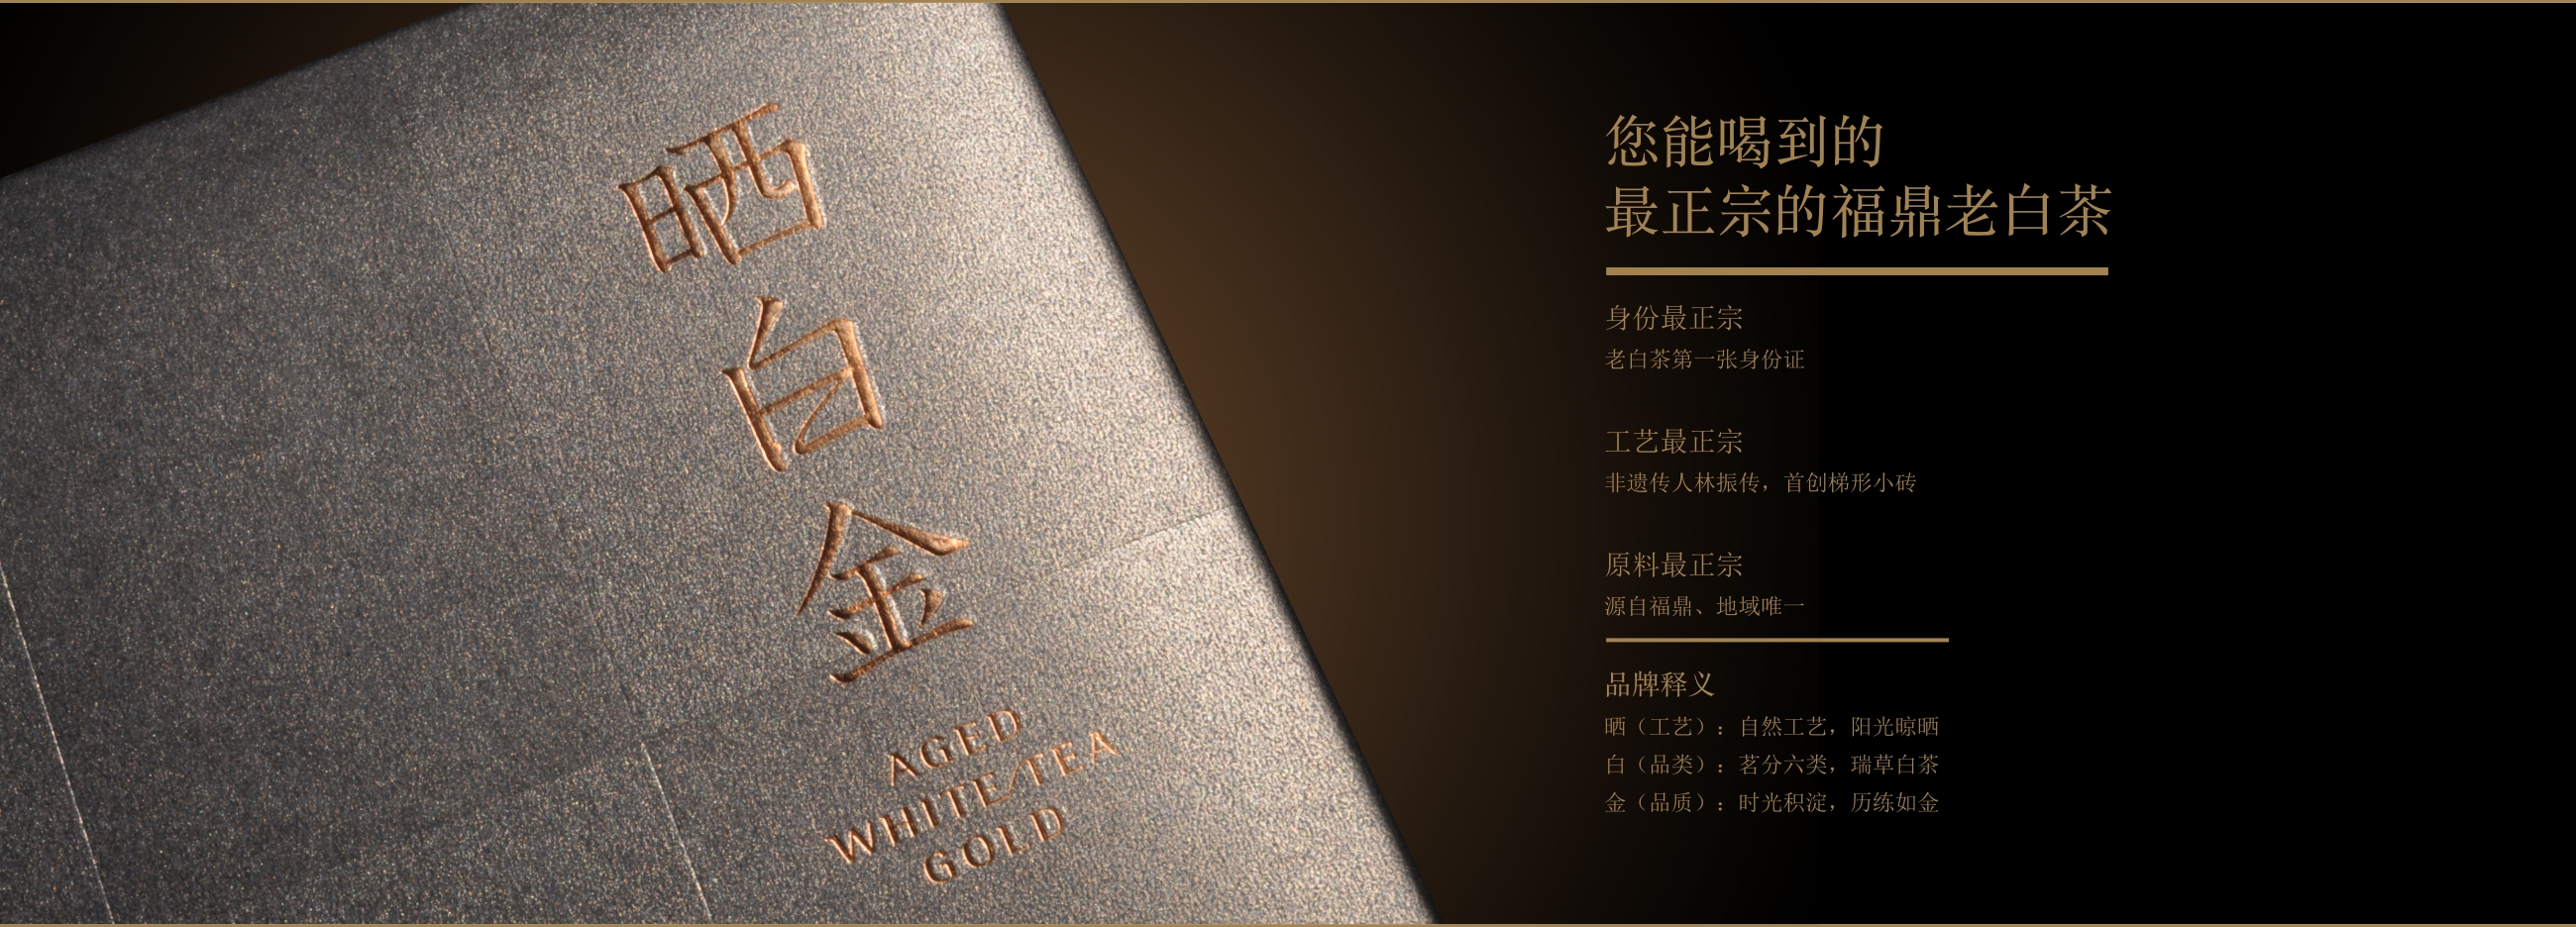 晒
白
金
AGED
WHITE/TEA
GOLD
您能喝到的
最正宗的福鼎老白茶
身份最正宗
老白茶第一张身份证
工艺最正宗
非遗传人林振传，首创梯形小砖
原料最正宗
源自福鼎、地域唯一
品牌释义
晒（工艺）：自然工艺，阳光晾晒
白（品类）：茗分六类，瑞草白茶
金（品质）：时光积淀，历练如金